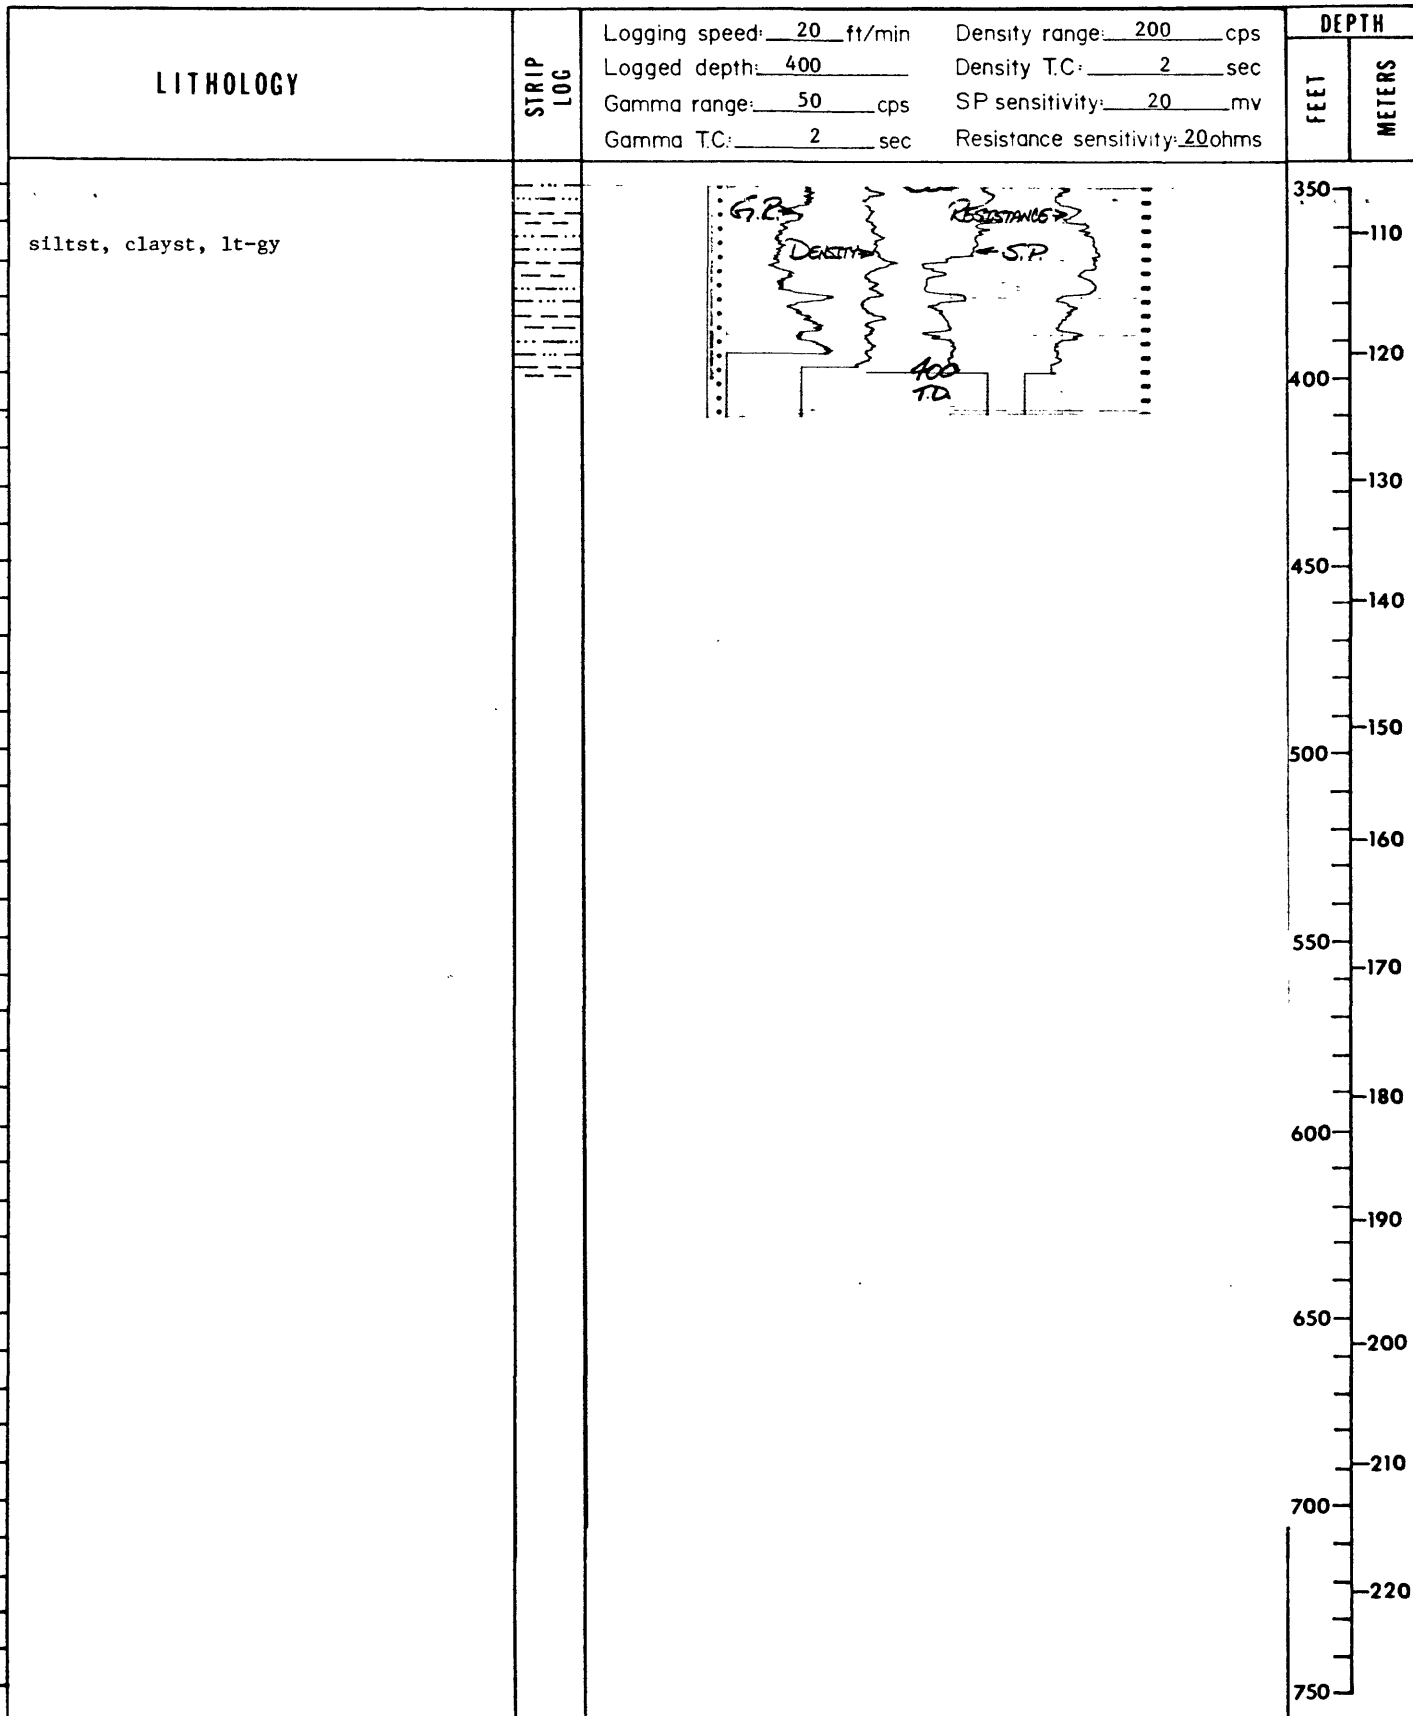 LITHOLOGY
STRIP LOG
Logging speed: 20 ft/min
Logged depth: 400
Gamma range: 50 cps
Gamma T.C.: 2 sec
Density range: 200 cps
Density T.C.: 2 sec
SP sensitivity: 20 mv
Resistance sensitivity: 20 ohms
DEPTH
FEET
METERS
siltst, clayst, lt-gy
G.R.
DENSITY
RESISTANCE
S.P.
400
T.D.
350
110
120
400
130
450
140
150
500
160
550
170
180
600
190
650
200
210
700
220
750